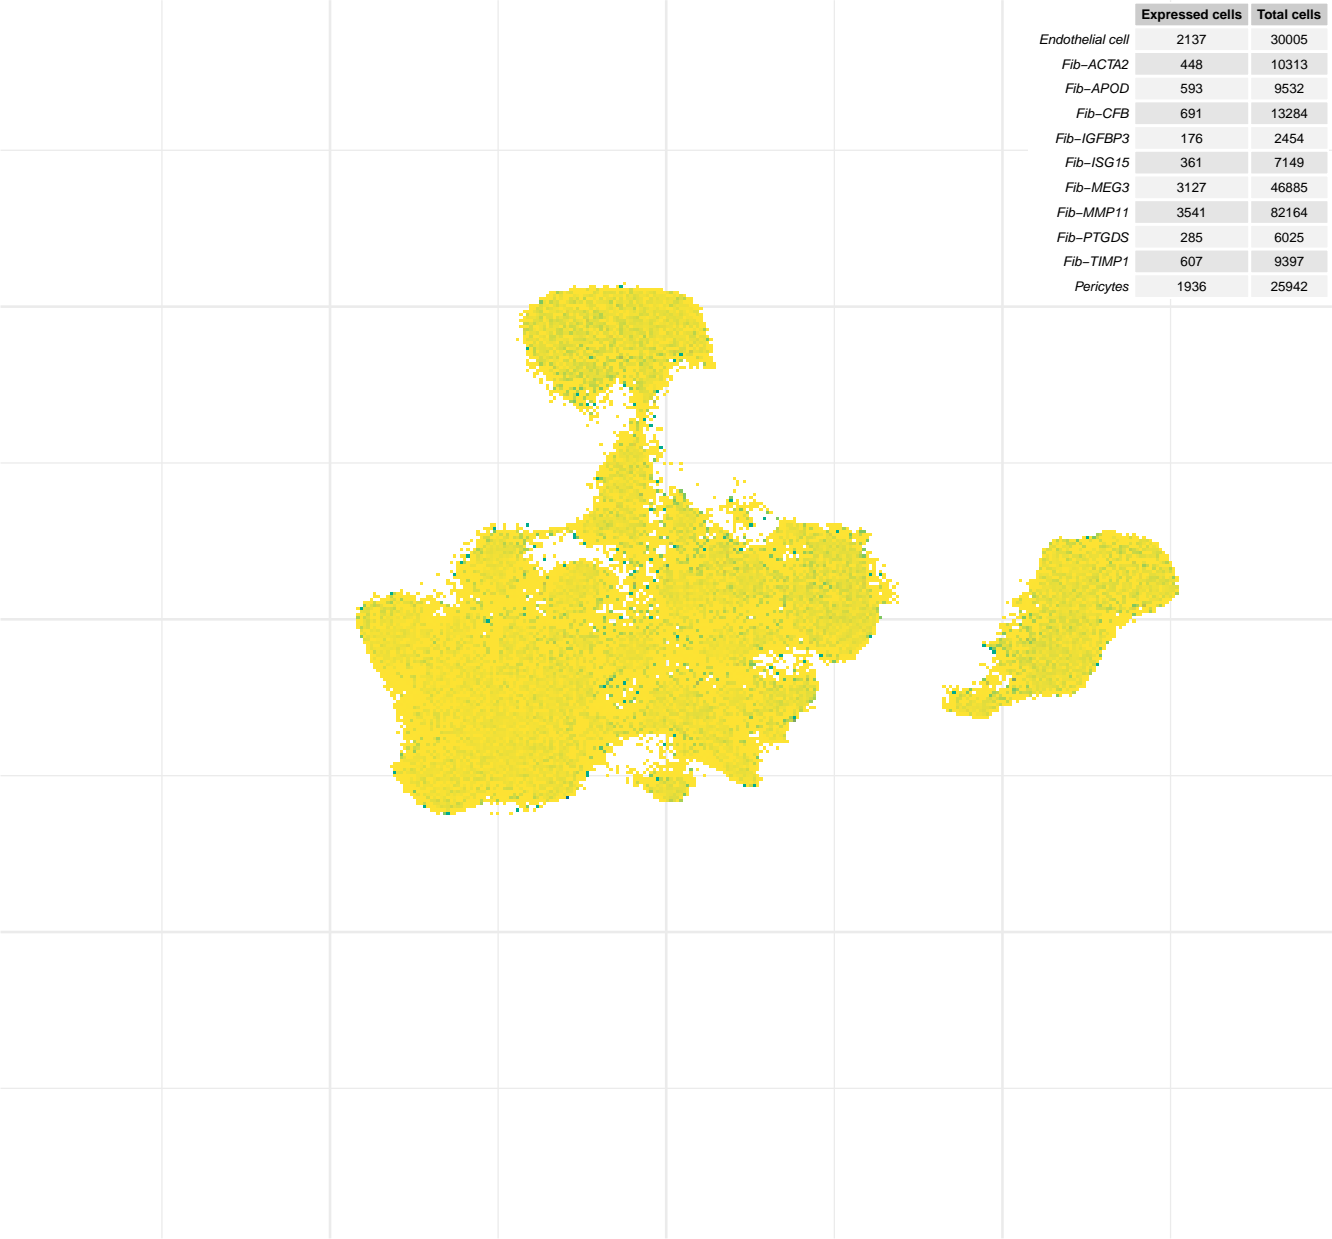 Expressed cells Total cells
Endothelial cell 2137 30005
Fib−ACTA2 448 10313
Fib−APOD 593 9532
Fib−CFB 691 13284
Fib−IGFBP3 176 2454
Fib−ISG15 361 7149
Fib−MEG3 3127 46885
Fib−MMP11 3541 82164
Fib−PTGDS 285 6025
Fib−TIMP1 607 9397
Pericytes 1936 25942